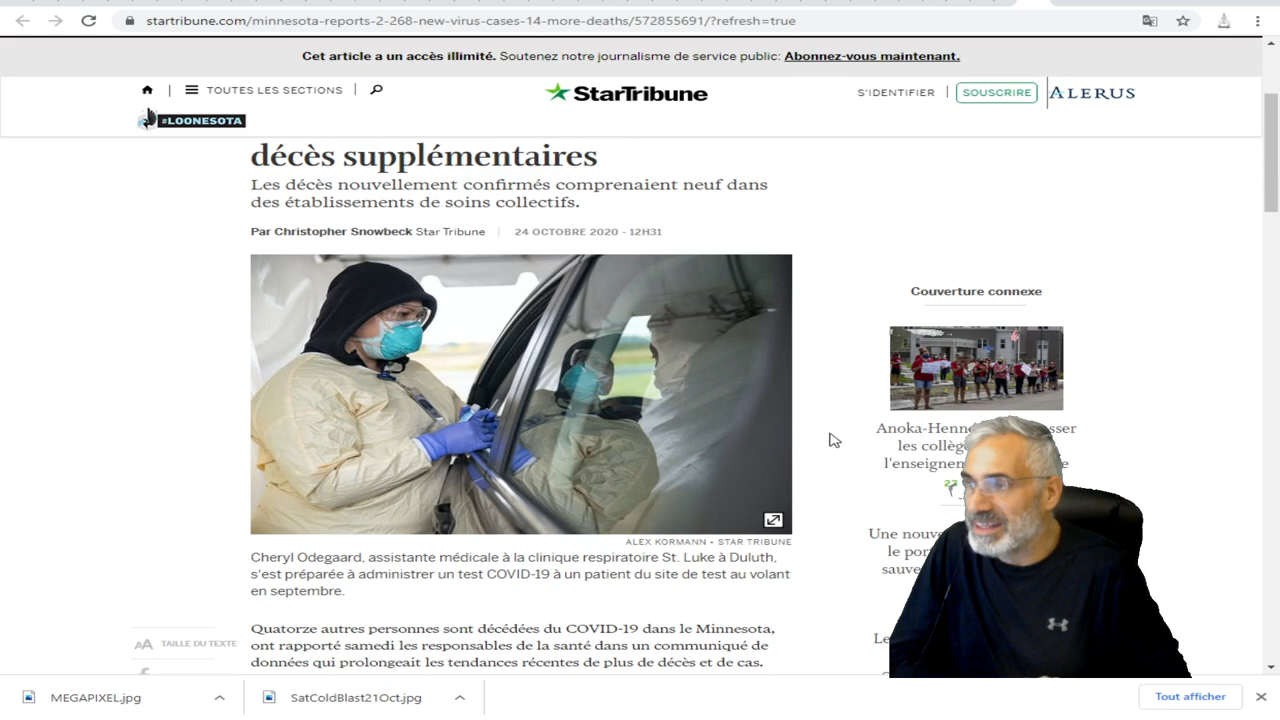 startribune.com/minnesota-reports-2-268-new-virus-cases-14-more-deaths/572855691/?refresh=true
Cet article a un accès illimité. Soutenez notre journalisme de service public: Abonnez-vous maintenant.
TOUTES LES SECTIONS
StarTribune
S'IDENTIFIER
SOUSCRIRE
ALERUS
#LOONESOTA
décès supplémentaires
Les décès nouvellement confirmés comprenaient neuf dans
des établissements de soins collectifs.
Par Christopher Snowbeck Star Tribune
24 OCTOBRE 2020 - 12H31
Couverture connexe
ALEX KORMANN • STAR TRIBUNE
Cheryl Odegaard, assistante médicale à la clinique respiratoire St. Luke à Duluth,
s'est préparée à administrer un test COVID-19 à un patient du site de test au volant
en septembre.
Anoka-Henne
les collèg
l'enseignem
Une nouve
le por
sauve
AA TAILLE DU TEXTE
Quatorze autres personnes sont décédées du COVID-19 dans le Minnesota,
ont rapporté samedi les responsables de la santé dans un communiqué de
données qui prolongeait les tendances récentes de plus de décès et de cas.
MEGAPIXEL.jpg
SatColdBlast21Oct.jpg
Tout afficher